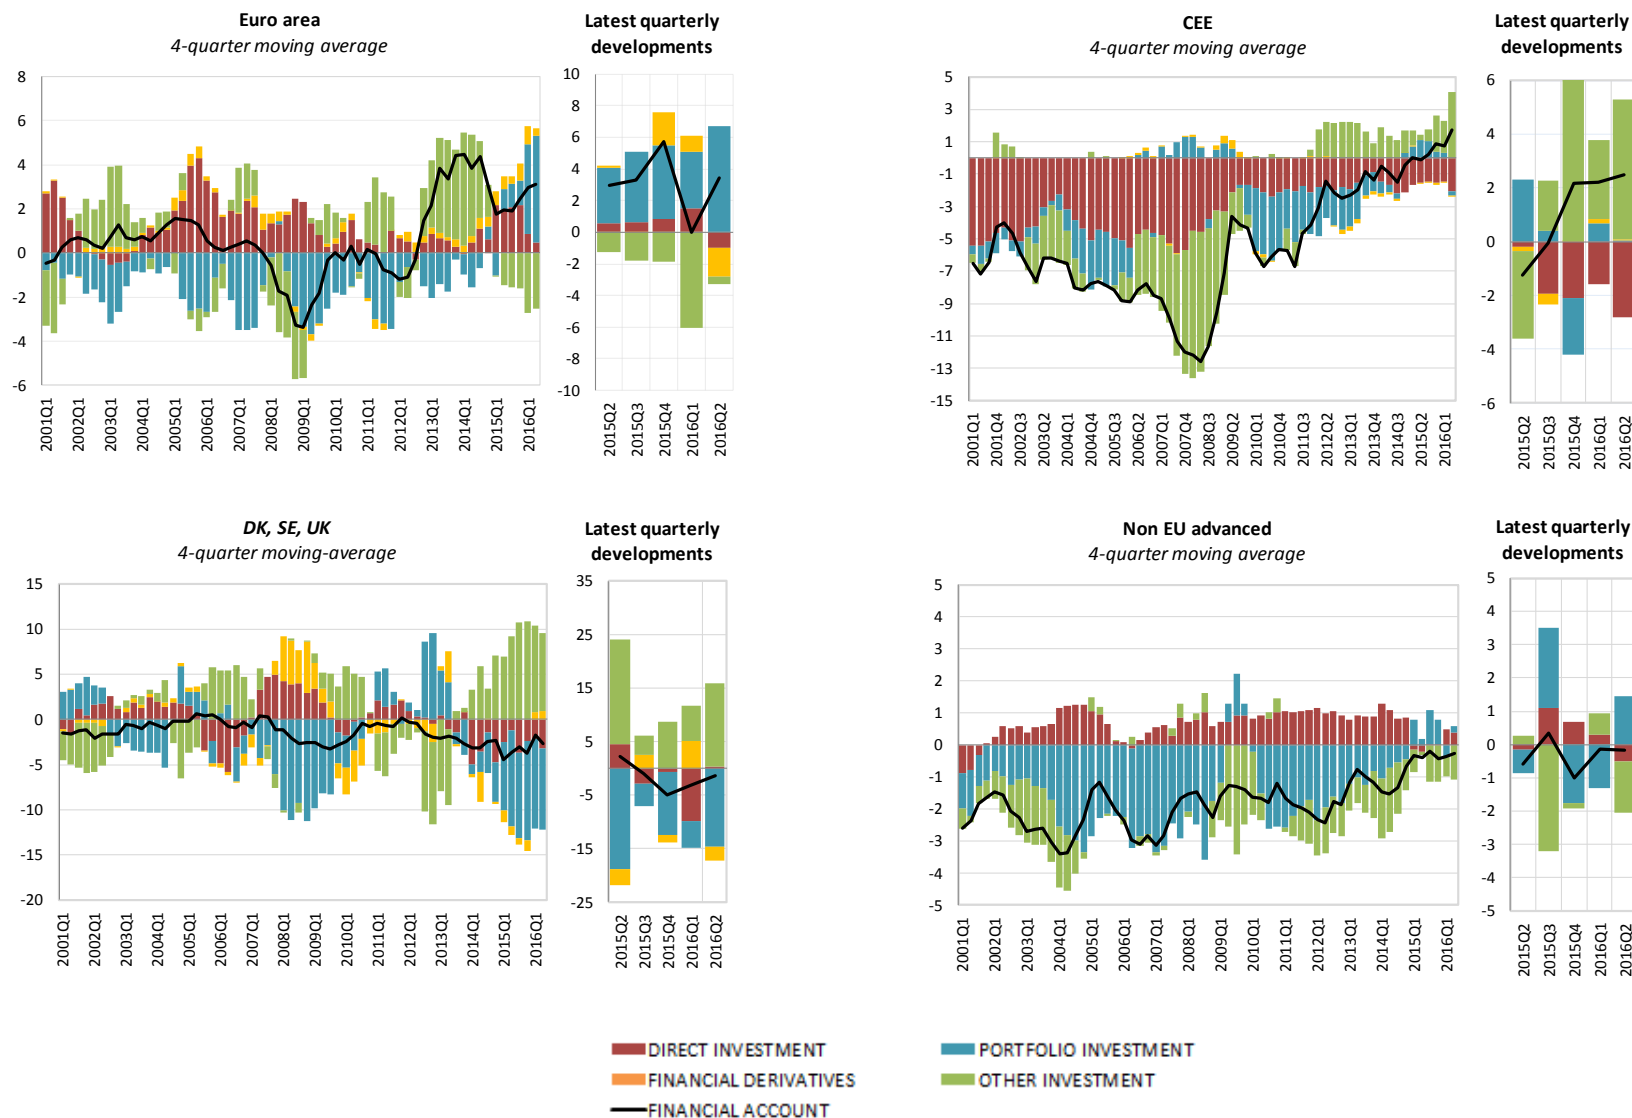 Euro area
4-quarter moving average
Latest quarterly
developments
8
6
4
2
0
-2
-4
-6
2001Q1
2002Q1
2003Q1
2004Q1
2005Q1
2006Q1
2007Q1
2008Q1
2009Q1
2010Q1
2011Q1
2012Q1
2013Q1
2014Q1
2015Q1
2016Q1
10
8
6
4
2
0
-2
-4
-6
-8
-10
2015Q2
2015Q3
2015Q4
2016Q1
2016Q2
CEE
4-quarter moving average
Latest quarterly
developments
5
3
1
-1
-3
-5
-7
-9
-11
-13
-15
2001Q1
2001Q4
2002Q3
2003Q2
2004Q1
2004Q4
2005Q3
2006Q2
2007Q1
2007Q4
2008Q3
2009Q2
2010Q1
2010Q4
2011Q3
2012Q2
2013Q1
2013Q4
2014Q3
2015Q2
2016Q1
6
4
2
0
-2
-4
-6
2015Q2
2015Q3
2015Q4
2016Q1
2016Q2
DK, SE, UK
4-quarter moving-average
Latest quarterly
developments
15
10
5
0
-5
-10
-15
-20
2001Q1
2002Q1
2003Q1
2004Q1
2005Q1
2006Q1
2007Q1
2008Q1
2009Q1
2010Q1
2011Q1
2012Q1
2013Q1
2014Q1
2015Q1
2016Q1
35
25
15
5
-5
-15
-25
2015Q2
2015Q3
2015Q4
2016Q1
2016Q2
Non EU advanced
4-quarter moving average
Latest quarterly
developments
5
4
3
2
1
0
-1
-2
-3
-4
-5
2001Q1
2002Q1
2003Q1
2004Q1
2005Q1
2006Q1
2007Q1
2008Q1
2009Q1
2010Q1
2011Q1
2012Q1
2013Q1
2014Q1
2015Q1
2016Q1
5
4
3
2
1
0
-1
-2
-3
-4
-5
2015Q2
2015Q3
2015Q4
2016Q1
2016Q2
DIRECT INVESTMENT
PORTFOLIO INVESTMENT
FINANCIAL DERIVATIVES
OTHER INVESTMENT
FINANCIAL ACCOUNT